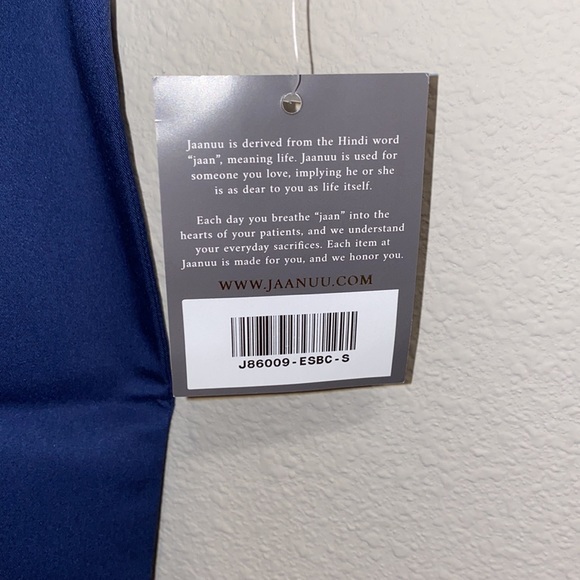 Jaanuu is derived from the Hindi word
“jaan”, meaning life. Jaanuu is used for
someone you love, implying he or she
is as dear to you as life itself.
Each day you breathe “jaan” into the
hearts of your patients, and we understand
your everyday sacrifices. Each item at
Jaanuu is made for you, and we honor you.
WWW.JAANUU.COM
J86009-ESBC-S